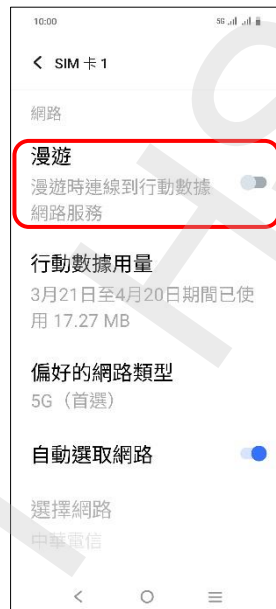 10:00
5G
SIM 卡 1
網路
漫遊
漫遊時連線到行動數據
網路服務
行動數據用量
3月21日至4月20日期間已使
用 17.27 MB
偏好的網路類型
5G（首選）
自動選取網路
選擇網路
中華電信